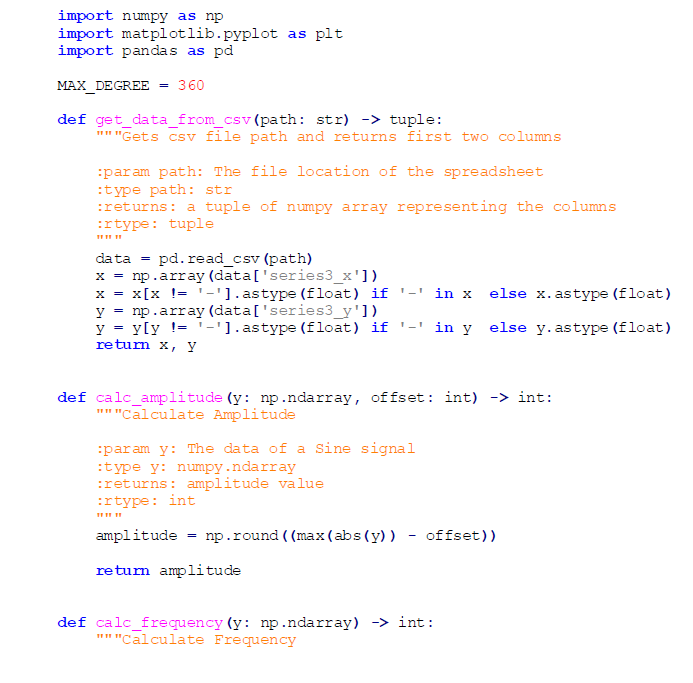 import numpy as np
import matplotlib.pyplot as plt
import pandas as pd

MAX_DEGREE = 360

def get_data_from_csv(path: str) -> tuple:
    """Gets csv file path and returns first two columns

    :param path: The file location of the spreadsheet
    :type path: str
    :returns: a tuple of numpy array representing the columns
    :rtype: tuple
    """
    data = pd.read_csv(path)
    x = np.array(data['series3_x'])
    x = x[x != '-'].astype(float) if '-' in x  else x.astype(float)
    y = np.array(data['series3_y'])
    y = y[y != '-'].astype(float) if '-' in y  else y.astype(float)
    return x, y


def calc_amplitude(y: np.ndarray, offset: int) -> int:
    """Calculate Amplitude

    :param y: The data of a Sine signal
    :type y: numpy.ndarray
    :returns: amplitude value
    :rtype: int
    """
    amplitude = np.round((max(abs(y)) - offset))

    return amplitude


def calc_frequency(y: np.ndarray) -> int:
    """Calculate Frequency